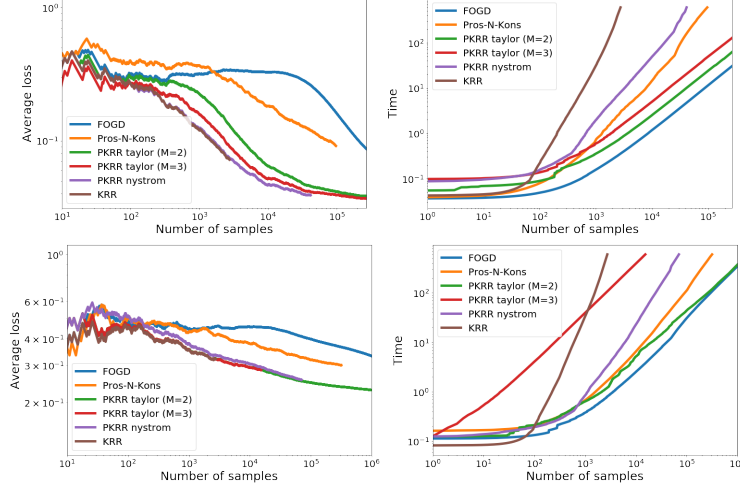 10⁰
10⁻¹
Average loss
FOGD
Pros-N-Kons
PKRR taylor (M=2)
PKRR taylor (M=3)
PKRR nystrom
KRR
10¹ 10² 10³ 10⁴ 10⁵
Number of samples
10²
10¹
10⁰
10⁻¹
Time
FOGD
Pros-N-Kons
PKRR taylor (M=2)
PKRR taylor (M=3)
PKRR nystrom
KRR
10⁰ 10¹ 10² 10³ 10⁴ 10⁵
Number of samples
10⁰
6 × 10⁻¹
4 × 10⁻¹
3 × 10⁻¹
2 × 10⁻¹
Average loss
FOGD
Pros-N-Kons
PKRR taylor (M=2)
PKRR taylor (M=3)
PKRR nystrom
KRR
10¹ 10² 10³ 10⁴ 10⁵ 10⁶
Number of samples
10²
10¹
10⁰
10⁻¹
Time
FOGD
Pros-N-Kons
PKRR taylor (M=2)
PKRR taylor (M=3)
PKRR nystrom
KRR
10⁰ 10¹ 10² 10³ 10⁴ 10⁵ 10⁶
Number of samples